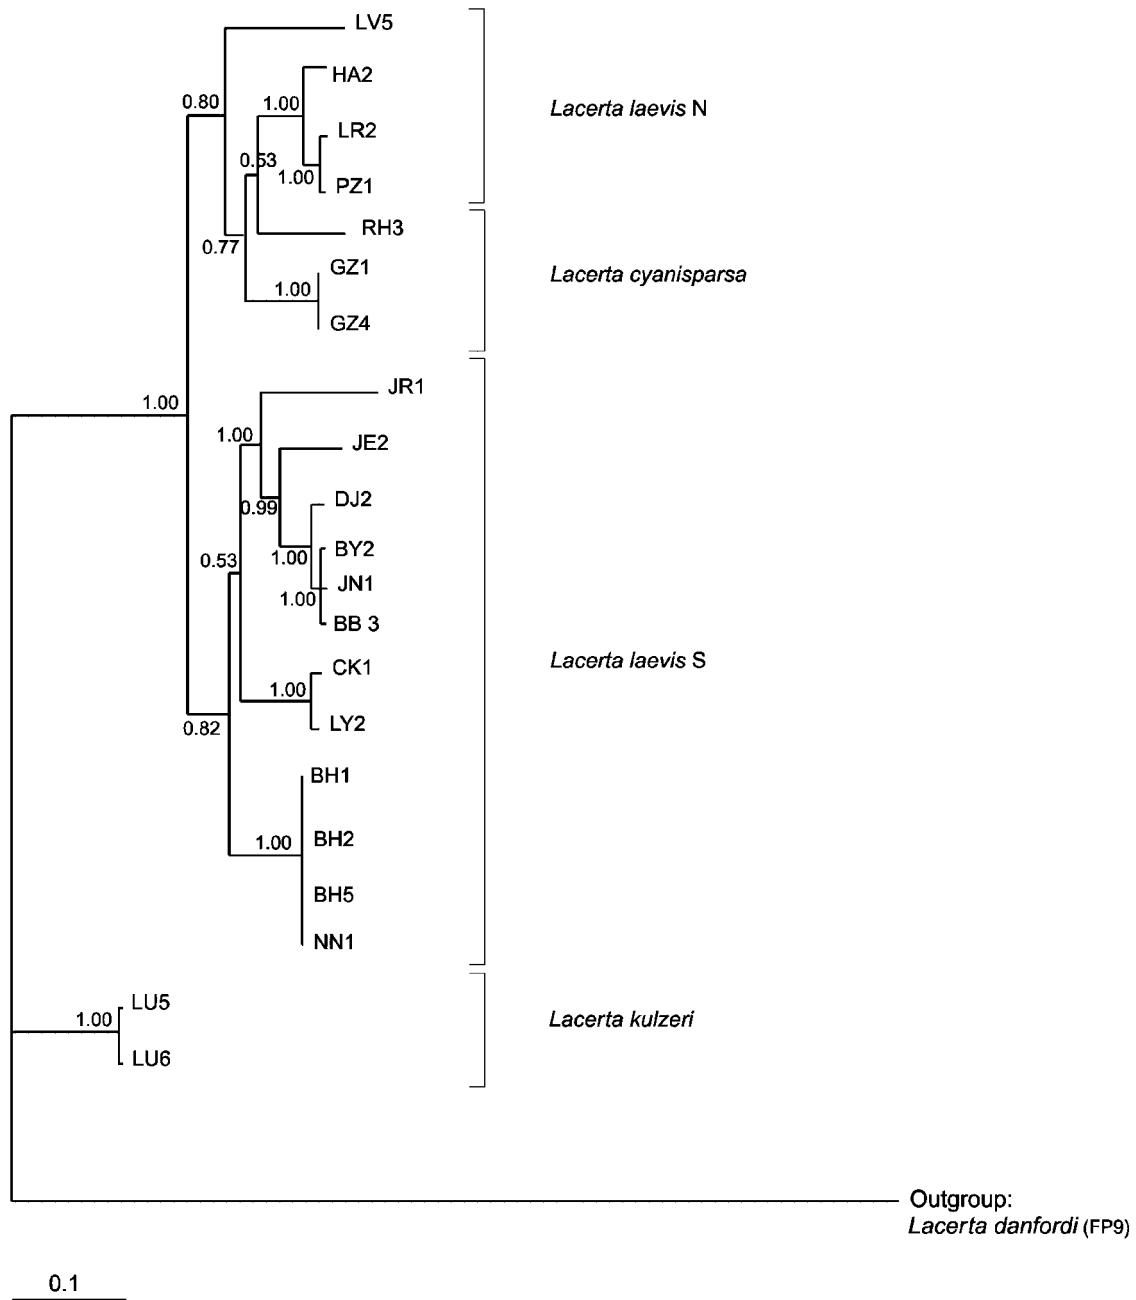 LV5
HA2
0.80
1.00
Lacerta laevis N
LR2
0.53
1.00
PZ1
RH3
0.77
GZ1
Lacerta cyanisparsa
1.00
GZ4
JR1
1.00
1.00
JE2
DJ2
0.99
BY2
1.00
0.53
JN1
1.00
BB 3
Lacerta laevis S
CK1
1.00
LY2
0.82
BH1
1.00
BH2
BH5
NN1
LU5
1.00
Lacerta kulzeri
LU6
Outgroup:
Lacerta danfordi (FP9)
0.1